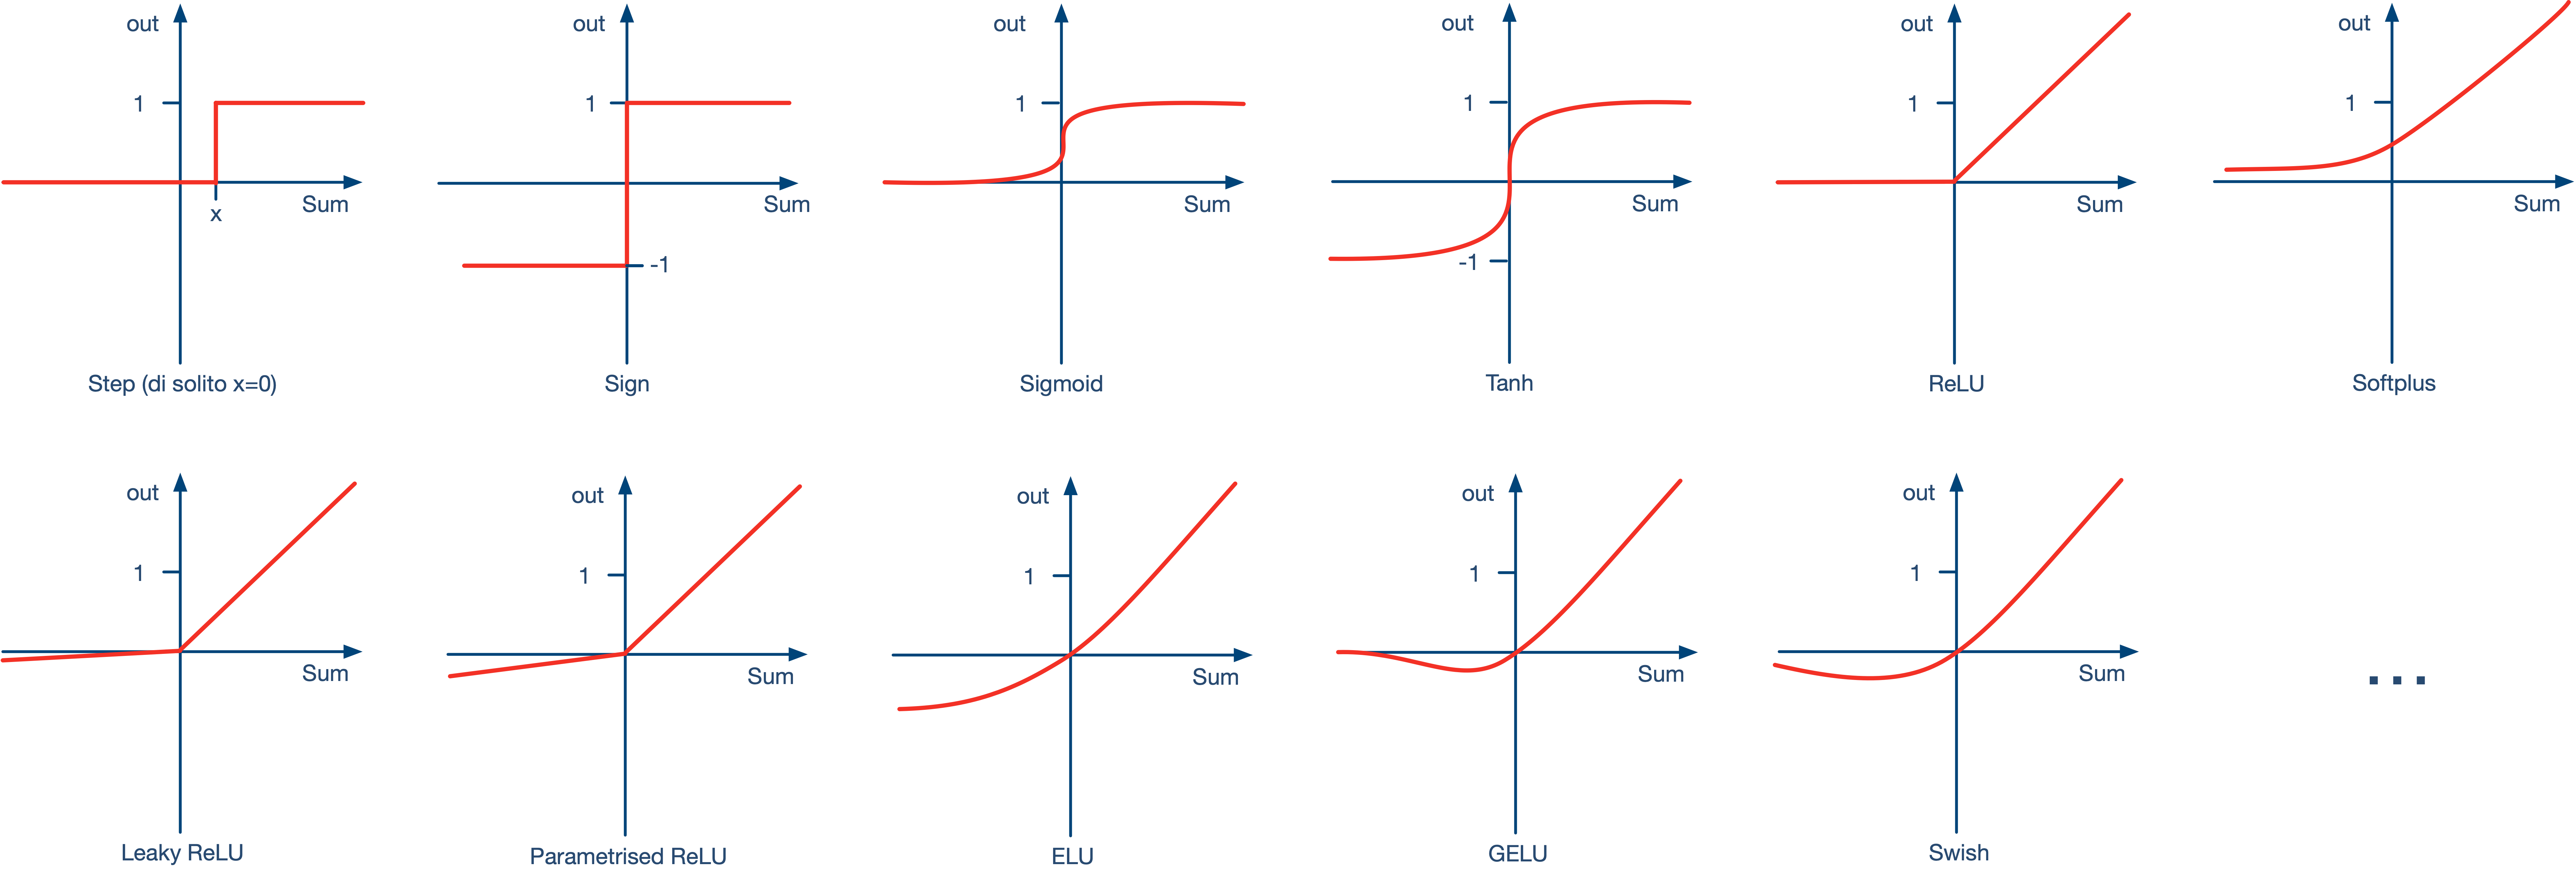 out
1
x
Sum
Step (di solito x=0)
out
1
Sum
-1
Sign
out
1
Sum
Sigmoid
out
1
Sum
-1
Tanh
out
1
Sum
ReLU
out
1
Sum
Softplus
out
1
Sum
Leaky ReLU
out
1
Sum
Parametrised ReLU
out
1
Sum
ELU
out
1
Sum
GELU
out
1
Sum
Swish
...